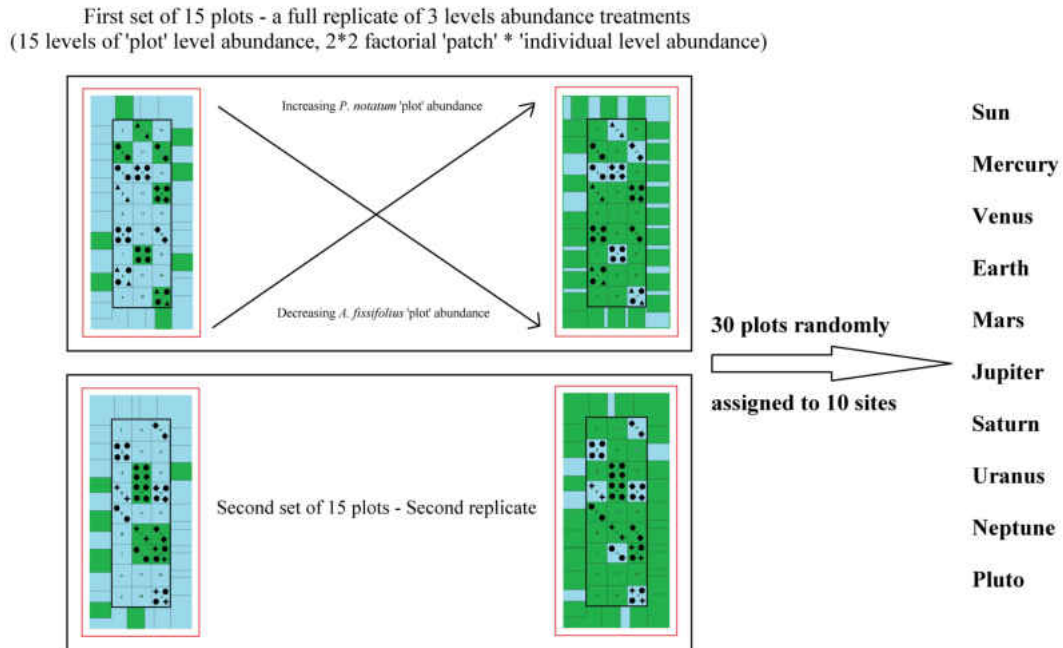 First set of 15 plots - a full replicate of 3 levels abundance treatments
(15 levels of 'plot' level abundance, 2*2 factorial 'patch' * 'individual level abundance)
Increasing P. notatum 'plot' abundance
Decreasing A. fissifolius 'plot' abundance
Second set of 15 plots - Second replicate
30 plots randomly
assigned to 10 sites
Sun
Mercury
Venus
Earth
Mars
Jupiter
Saturn
Uranus
Neptune
Pluto